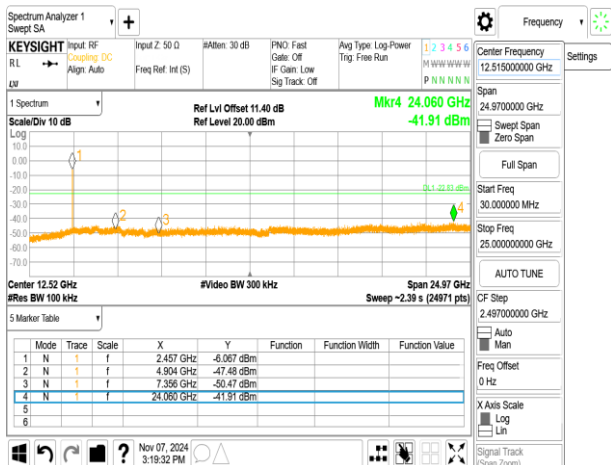 Spectrum Analyzer 1
Swept SA
+
Frequency
KEYSIGHT
RL
LXI
Input: RF
Coupling: DC
Align: Auto
Input Z: 50 Ω
Freq Ref: Int (S)
#Atten: 30 dB
PNO: Fast
Gate: Off
IF Gain: Low
Sig Track: Off
Avg Type: Log-Power
Trig: Free Run
1 2 3 4 5 6
M W W W W W
P N N N N N
Center Frequency
12.515000000 GHz
Settings
Span
24.9700000 GHz
Swept Span
Zero Span
Full Span
Start Freq
30.000000 MHz
Stop Freq
25.000000000 GHz
AUTO TUNE
CF Step
2.497000000 GHz
Auto
Man
Freq Offset
0 Hz
X Axis Scale
Log
Lin
Signal Track
(Span Zoom)
1 Spectrum
Scale/Div 10 dB
Ref Lvl Offset 11.40 dB
Ref Level 20.00 dBm
Mkr4 24.060 GHz
-41.91 dBm
Log
10.0
0.00
-10.0
-20.0
-30.0
-40.0
-50.0
-60.0
-70.0
1
2
3
4
Center 12.52 GHz
#Res BW 100 kHz
#Video BW 300 kHz
Span 24.97 GHz
Sweep ~2.39 s (24971 pts)
5 Marker Table
Mode Trace Scale X Y Function Function Width Function Value
1 N 1 f 2.457 GHz -6.067 dBm
2 N 1 f 4.904 GHz -47.48 dBm
3 N 1 f 7.356 GHz -50.47 dBm
4 N 1 f 24.060 GHz -41.91 dBm
5
6
?
Nov 07, 2024
3:19:32 PM